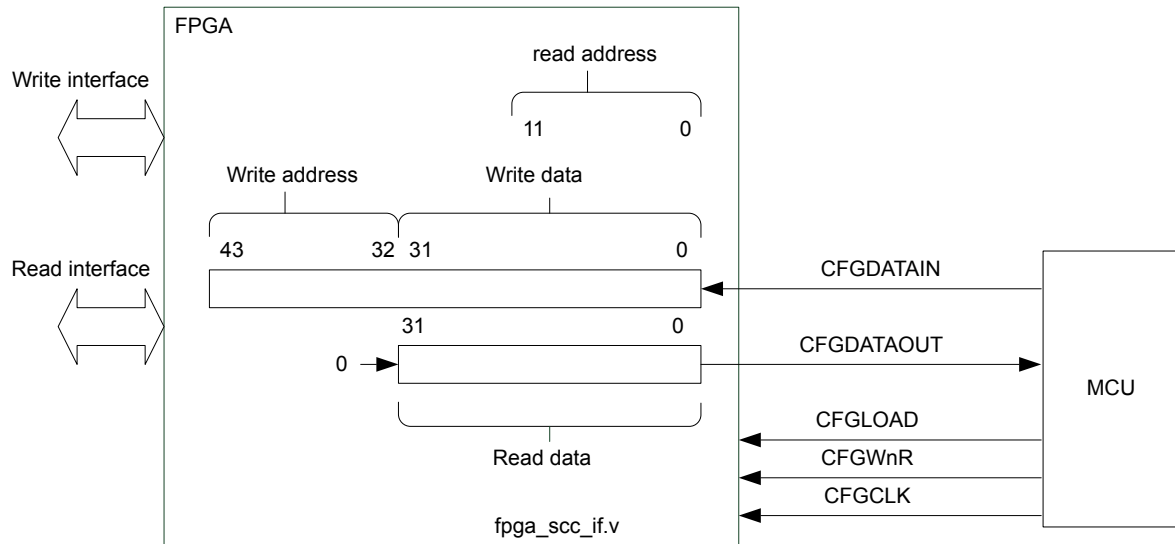 FPGA
read address
Write interface
11 0
Write address Write data
43 32 31 0
Read interface
CFGDATAIN
31 0
CFGDATAOUT
0
MCU
CFGLOAD
Read data
CFGWnR
CFGCLK
fpga_scc_if.v